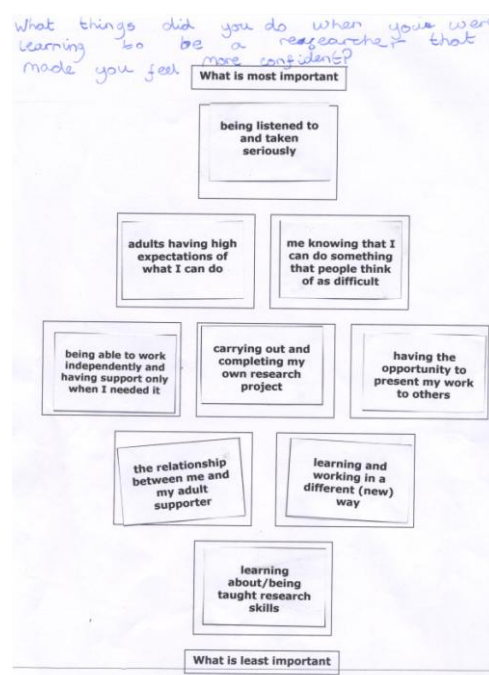 What things did you do when your were
learning to be a researcher that
made you feel more confident?
What is most important
being listened to
and taken
seriously
adults having high
expectations of
what I can do
me knowing that I
can do something
that people think
of as difficult
being able to work
independently and
having support only
when I needed it
carrying out and
completing my
own research
project
having the
opportunity to
present my work
to others
the relationship
between me and
my adult
supporter
learning and
working in a
different (new)
way
learning
about/being
taught research
skills
What is least important